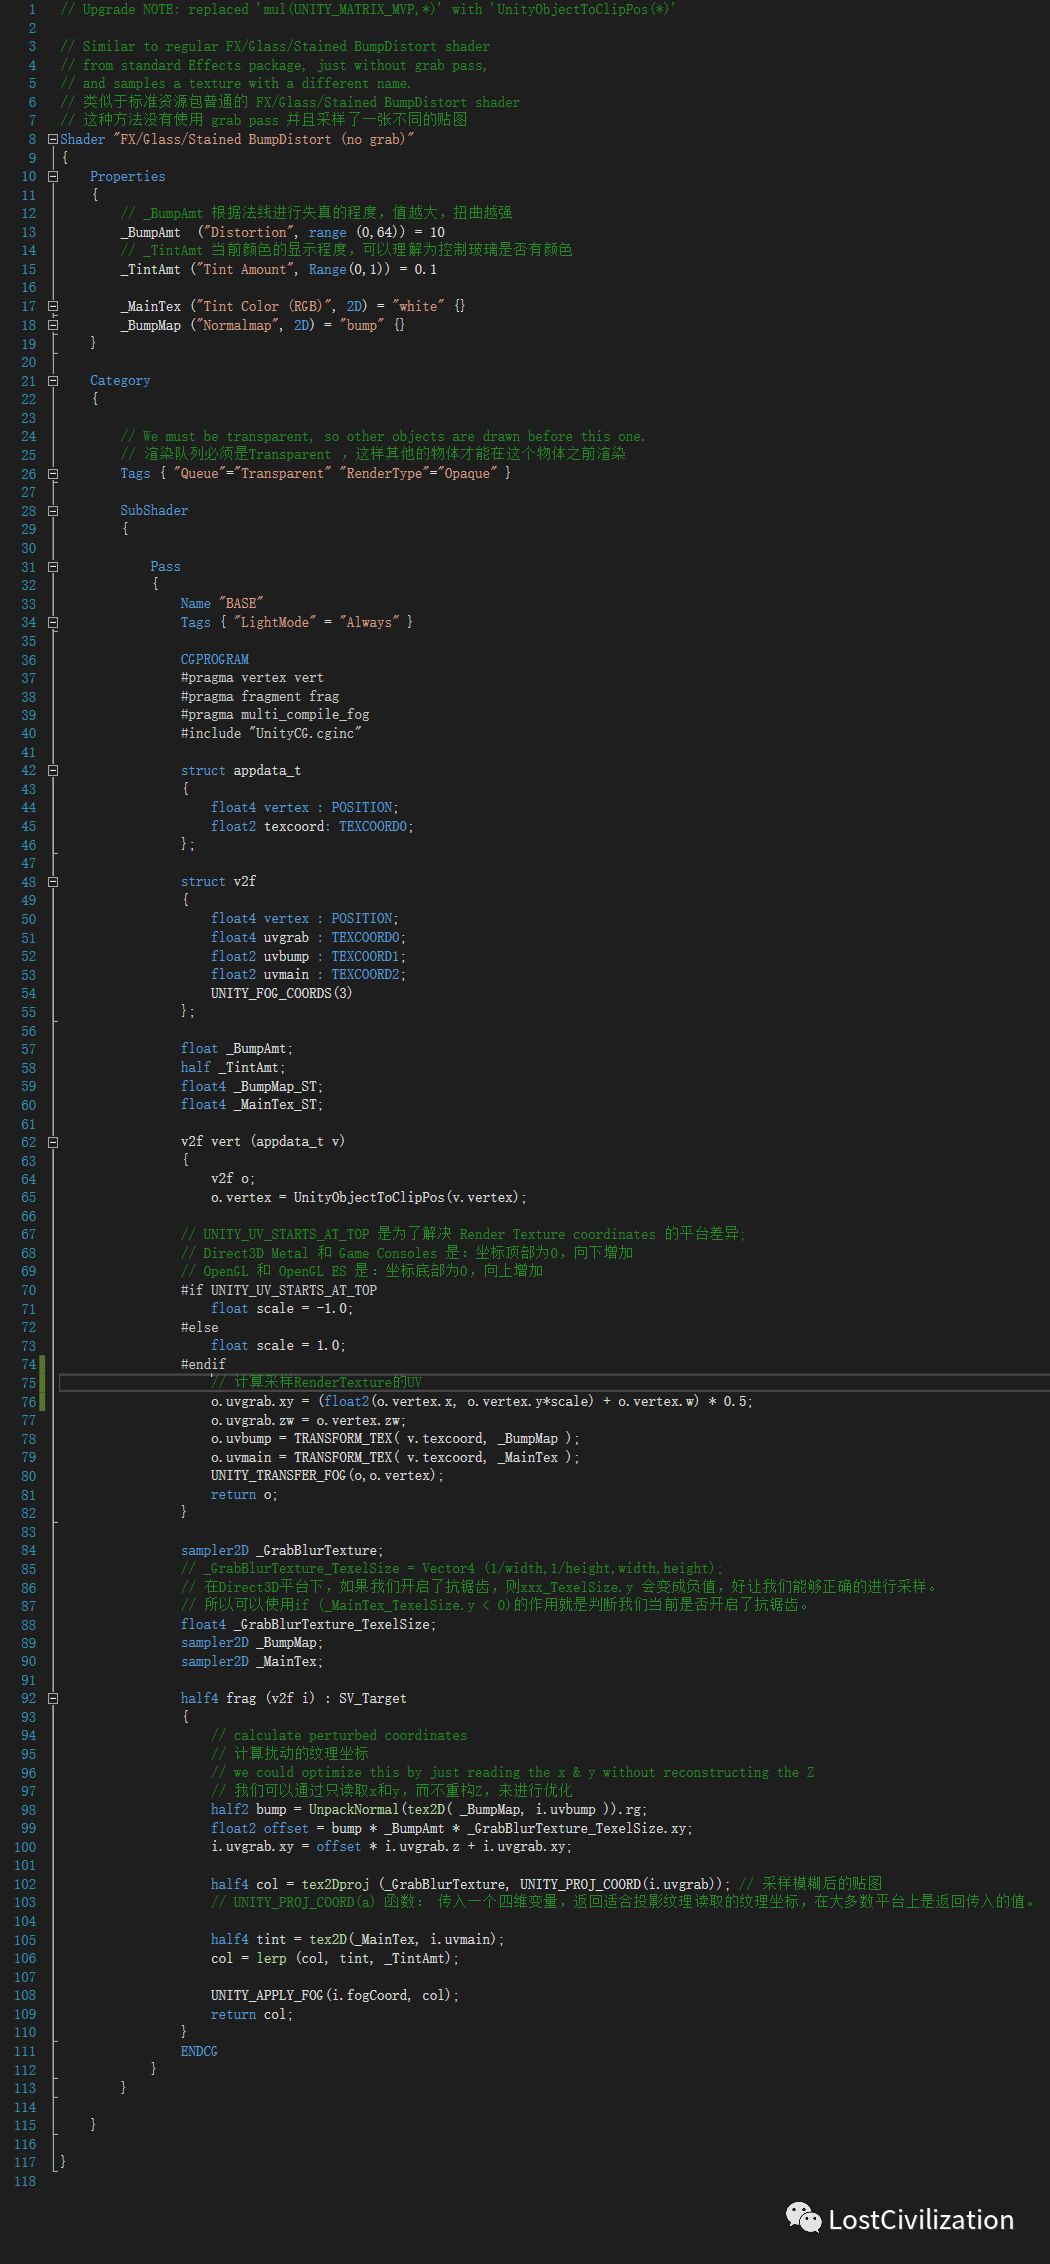 1 // Upgrade NOTE: replaced 'mul(UNITY_MATRIX_MVP,*)' with 'UnityObjectToClipPos(*)'
2
3 // Similar to regular FX/Glass/Stained BumpDistort shader
4 // from standard Effects package, just without grab pass,
5 // and samples a texture with a different name.
6 // 类似于标准资源包普通的 FX/Glass/Stained BumpDistort shader
7 // 这种方法没有使用 grab pass 并且采样了一张不同的贴图
8 Shader "FX/Glass/Stained BumpDistort (no grab)"
9 {
10 Properties
11 {
12 // _BumpAmt 根据法线进行失真的程度，值越大，扭曲越强
13 _BumpAmt ("Distortion", range (0,64)) = 10
14 // _TintAmt 当前颜色的显示程度，可以理解为控制玻璃是否有颜色
15 _TintAmt ("Tint Amount", Range(0,1)) = 0.1
16
17 _MainTex ("Tint Color (RGB)", 2D) = "white" {}
18 _BumpMap ("Normalmap", 2D) = "bump" {}
19 }
20
21 Category
22 {
23
24 // We must be transparent, so other objects are drawn before this one.
25 // 渲染队列必须是Transparent ，这样其他的物体才能在这个物体之前渲染
26 Tags { "Queue"="Transparent" "RenderType"="Opaque" }
27
28 SubShader
29 {
30
31 Pass
32 {
33 Name "BASE"
34 Tags { "LightMode" = "Always" }
35
36 CGPROGRAM
37 #pragma vertex vert
38 #pragma fragment frag
39 #pragma multi_compile_fog
40 #include "UnityCG.cginc"
41
42 struct appdata_t
43 {
44 float4 vertex : POSITION;
45 float2 texcoord: TEXCOORD0;
46 };
47
48 struct v2f
49 {
50 float4 vertex : POSITION;
51 float4 uvgrab : TEXCOORD0;
52 float2 uvbump : TEXCOORD1;
53 float2 uvmain : TEXCOORD2;
54 UNITY_FOG_COORDS(3)
55 };
56
57 float _BumpAmt;
58 half _TintAmt;
59 float4 _BumpMap_ST;
60 float4 _MainTex_ST;
61
62 v2f vert (appdata_t v)
63 {
64 v2f o;
65 o.vertex = UnityObjectToClipPos(v.vertex);
66
67 // UNITY_UV_STARTS_AT_TOP 是为了解决 Render Texture coordinates 的平台差异;
68 // Direct3D Metal 和 Game Consoles 是：坐标顶部为0，向下增加
69 // OpenGL 和 OpenGL ES 是：坐标底部为0，向上增加
70 #if UNITY_UV_STARTS_AT_TOP
71 float scale = -1.0;
72 #else
73 float scale = 1.0;
74 #endif
75 // 计算采样RenderTexture的UV
76 o.uvgrab.xy = (float2(o.vertex.x, o.vertex.y*scale) + o.vertex.w) * 0.5;
77 o.uvgrab.zw = o.vertex.zw;
78 o.uvbump = TRANSFORM_TEX( v.texcoord, _BumpMap );
79 o.uvmain = TRANSFORM_TEX( v.texcoord, _MainTex );
80 UNITY_TRANSFER_FOG(o,o.vertex);
81 return o;
82 }
83
84 sampler2D _GrabBlurTexture;
85 // _GrabBlurTexture_TexelSize = Vector4 (1/width,1/height,width,height);
86 // 在Direct3D平台下，如果我们开启了抗锯齿，则xxx_TexelSize.y 会变成负值，好让我们能够正确的进行采样。
87 // 所以可以使用if (_MainTex_TexelSize.y < 0)的作用就是判断我们当前是否开启了抗锯齿。
88 float4 _GrabBlurTexture_TexelSize;
89 sampler2D _BumpMap;
90 sampler2D _MainTex;
91
92 half4 frag (v2f i) : SV_Target
93 {
94 // calculate perturbed coordinates
95 // 计算扰动的纹理坐标
96 // we could optimize this by just reading the x & y without reconstructing the Z
97 // 我们可以通过只读取x和y，而不重构Z，来进行优化
98 half2 bump = UnpackNormal(tex2D( _BumpMap, i.uvbump )).rg;
99 float2 offset = bump * _BumpAmt * _GrabBlurTexture_TexelSize.xy;
100 i.uvgrab.xy = offset * i.uvgrab.z + i.uvgrab.xy;
101
102 half4 col = tex2Dproj (_GrabBlurTexture, UNITY_PROJ_COORD(i.uvgrab)); // 采样模糊后的贴图
103 // UNITY_PROJ_COORD(a) 函数： 传入一个四维变量，返回适合投影纹理读取的纹理坐标，在大多数平台上是返回传入的值。
104
105 half4 tint = tex2D(_MainTex, i.uvmain);
106 col = lerp (col, tint, _TintAmt);
107
108 UNITY_APPLY_FOG(i.fogCoord, col);
109 return col;
110 }
111 ENDCG
112 }
113 }
114
115 }
116
117 }
118
LostCivilization